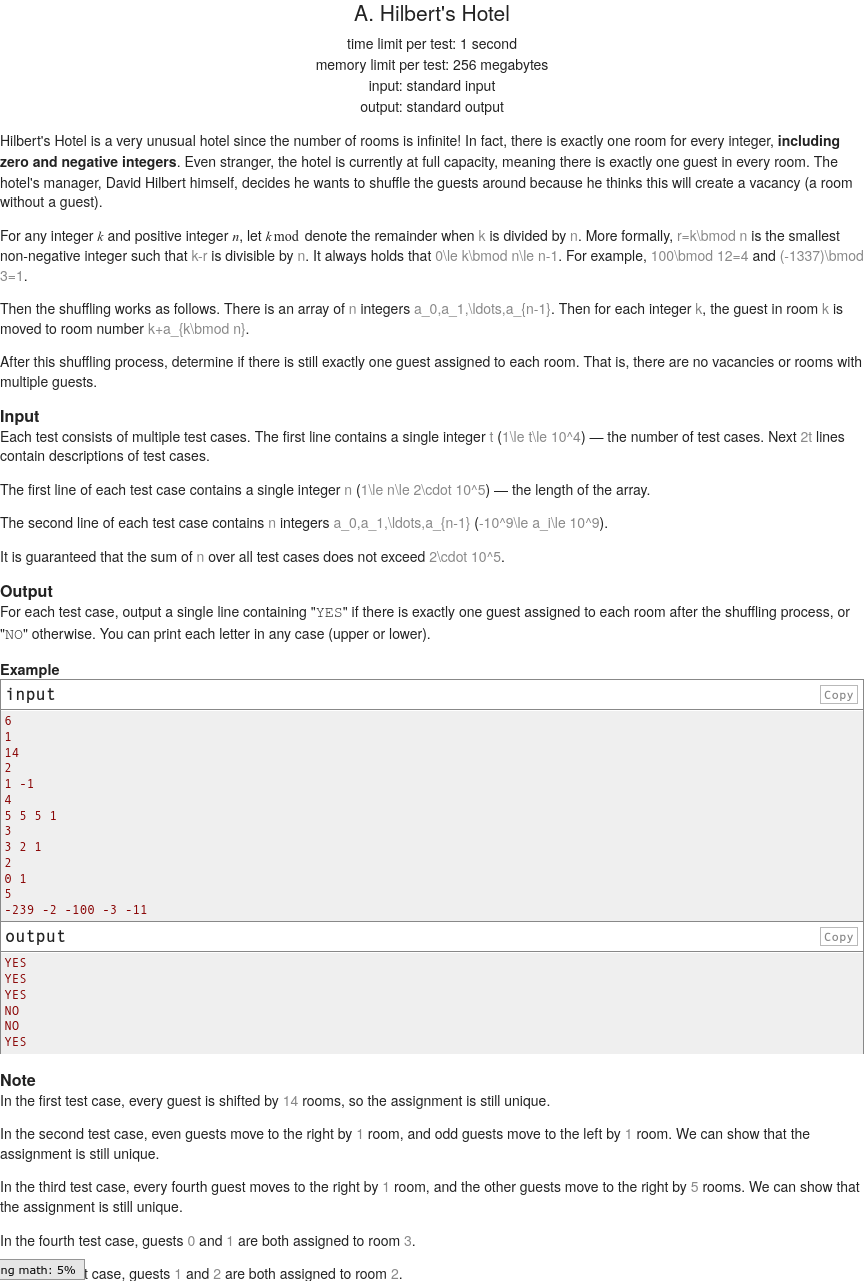 A. Hilbert's Hotel
time limit per test: 1 second
memory limit per test: 256 megabytes
input: standard input
output: standard output
Hilbert's Hotel is a very unusual hotel since the number of rooms is infinite! In fact, there is exactly one room for every integer, including
zero and negative integers. Even stranger, the hotel is currently at full capacity, meaning there is exactly one guest in every room. The
hotel's manager, David Hilbert himself, decides he wants to shuffle the guests around because he thinks this will create a vacancy (a room
without a guest).
For any integer k and positive integer n, let k mod denote the remainder when k is divided by n. More formally, r=k\bmod n is the smallest
non-negative integer such that k-r is divisible by n. It always holds that 0\le k\bmod n\le n-1. For example, 100\bmod 12=4 and (-1337)\bmod
3=1.
Then the shuffling works as follows. There is an array of n integers a_0,a_1,\ldots,a_{n-1}. Then for each integer k, the guest in room k is
moved to room number k+a_{k\bmod n}.
After this shuffling process, determine if there is still exactly one guest assigned to each room. That is, there are no vacancies or rooms with
multiple guests.
Input
Each test consists of multiple test cases. The first line contains a single integer t (1\le t\le 10^4) — the number of test cases. Next 2t lines
contain descriptions of test cases.
The first line of each test case contains a single integer n (1\le n\le 2\cdot 10^5) — the length of the array.
The second line of each test case contains n integers a_0,a_1,\ldots,a_{n-1} (-10^9\le a_i\le 10^9).
It is guaranteed that the sum of n over all test cases does not exceed 2\cdot 10^5.
Output
For each test case, output a single line containing "YES" if there is exactly one guest assigned to each room after the shuffling process, or
"NO" otherwise. You can print each letter in any case (upper or lower).
Example
input Copy
6
1
14
2
1 -1
4
5 5 5 1
3
3 2 1
2
0 1
5
-239 -2 -100 -3 -11
output Copy
YES
YES
YES
NO
NO
YES
Note
In the first test case, every guest is shifted by 14 rooms, so the assignment is still unique.
In the second test case, even guests move to the right by 1 room, and odd guests move to the left by 1 room. We can show that the
assignment is still unique.
In the third test case, every fourth guest moves to the right by 1 room, and the other guests move to the right by 5 rooms. We can show that
the assignment is still unique.
In the fourth test case, guests 0 and 1 are both assigned to room 3.
ng math: 5% t case, guests 1 and 2 are both assigned to room 2.